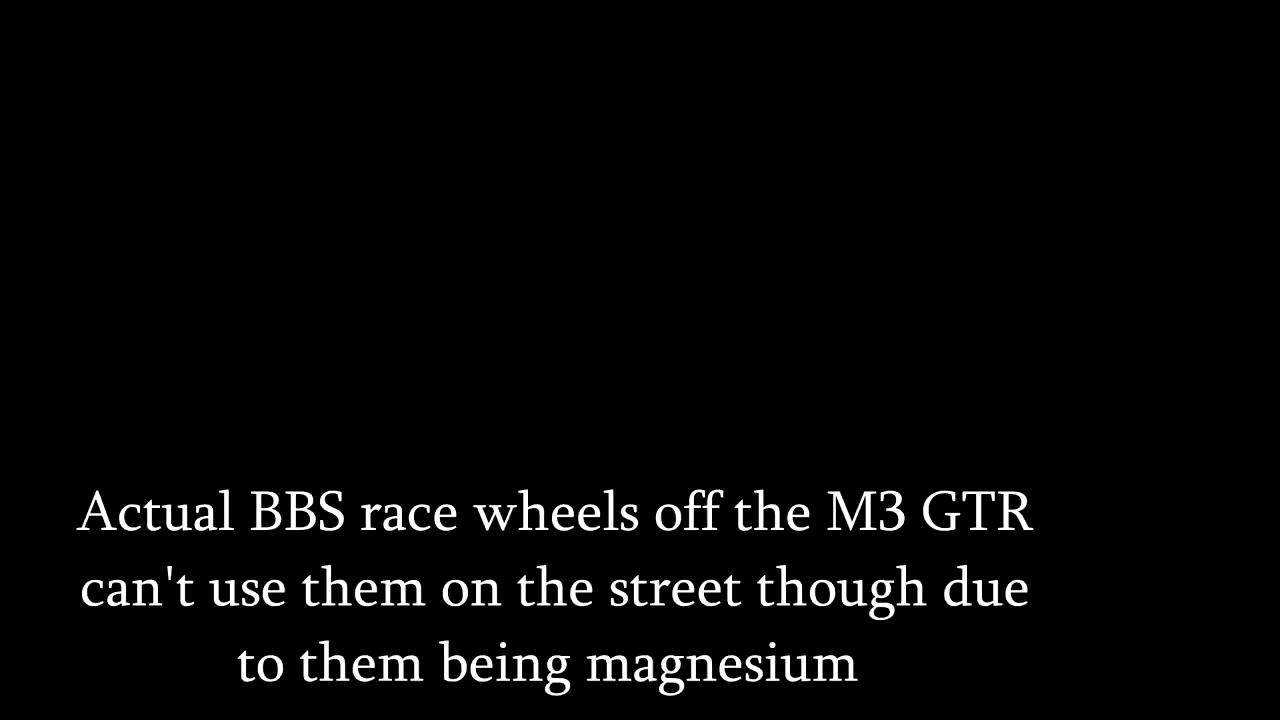 Actual BBS race wheels off the M3 GTR
can't use them on the street though due
to them being magnesium